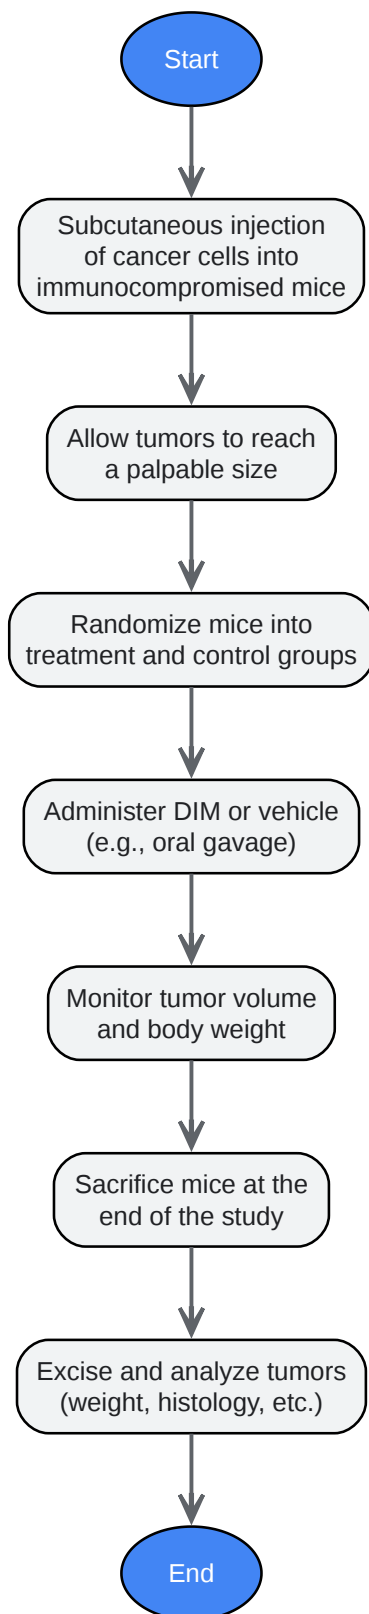 Start
Subcutaneous injection
of cancer cells into
immunocompromised mice
Allow tumors to reach
a palpable size
Randomize mice into
treatment and control groups
Administer DIM or vehicle
(e.g., oral gavage)
Monitor tumor volume
and body weight
Sacrifice mice at the
end of the study
Excise and analyze tumors
(weight, histology, etc.)
End